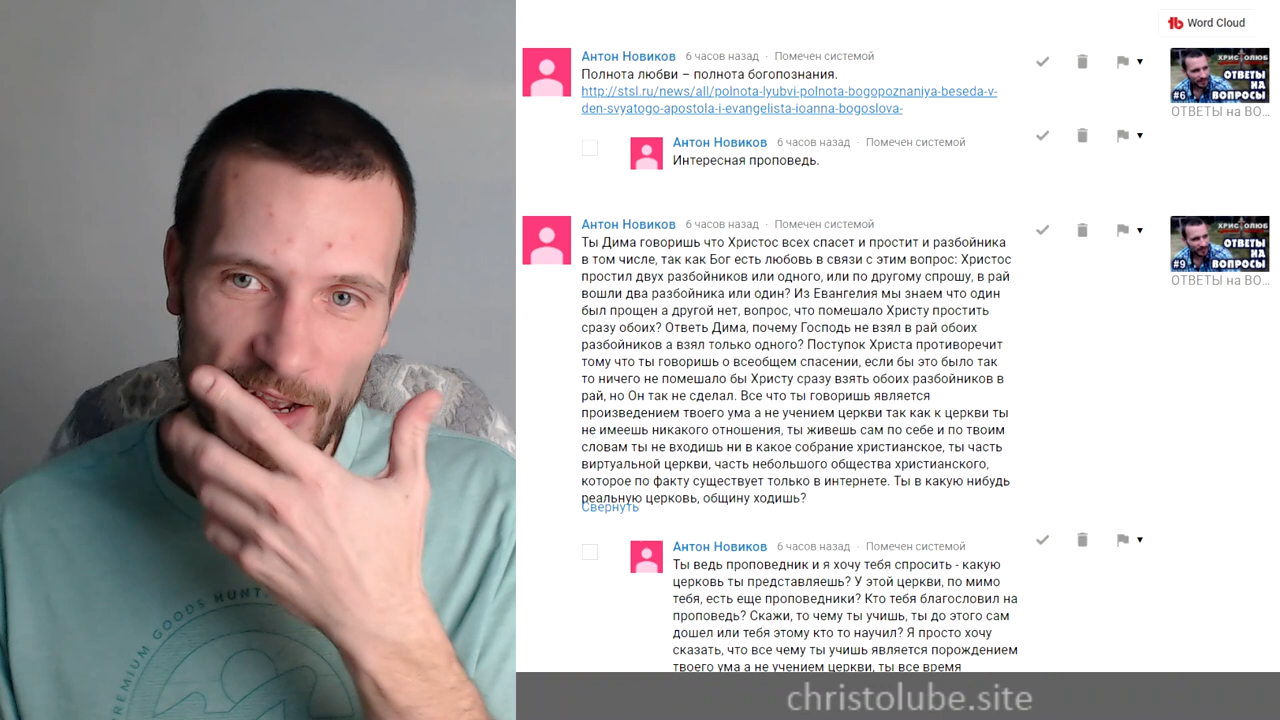 Word Cloud
Антон Новиков 6 часов назад · Помечен системой
Полнота любви – полнота богопознания.
http://stsl.ru/news/all/polnota-lyubvi-polnota-bogopoznaniya-beseda-v-
den-svyatogo-apostola-i-evangelista-ioanna-bogoslova-
ХРИСТОЛЮБ
ОТВЕТЫ
НА
ВОПРОСЫ
#6
ОТВЕТЫ на ВО...
Антон Новиков 6 часов назад · Помечен системой
Интересная проповедь.
Антон Новиков 6 часов назад · Помечен системой
Ты Дима говоришь что Христос всех спасет и простит и разбойника
в том числе, так как Бог есть любовь в связи с этим вопрос: Христос
простил двух разбойников или одного, или по другому спрошу, в рай
вошли два разбойника или один? Из Евангелия мы знаем что один
был прощен а другой нет, вопрос, что помешало Христу простить
сразу обоих? Ответь Дима, почему Господь не взял в рай обоих
разбойников а взял только одного? Поступок Христа противоречит
тому что ты говоришь о всеобщем спасении, если бы это было так
то ничего не помешало бы Христу сразу взять обоих разбойников в
рай, но Он так не сделал. Все что ты говоришь является
произведением твоего ума а не учением церкви так как к церкви ты
не имеешь никакого отношения, ты живешь сам по себе и по твоим
словам ты не входишь ни в какое собрание христианское, ты часть
виртуальной церкви, часть небольшого общества христианского,
которое по факту существует только в интернете. Ты в какую нибудь
реальную церковь, общину ходишь?
Свернуть
ХРИСТОЛЮБ
ОТВЕТЫ
НА
ВОПРОСЫ
#9
ОТВЕТЫ на ВО...
Антон Новиков 6 часов назад · Помечен системой
Ты ведь проповедник и я хочу тебя спросить - какую
церковь ты представляешь? У этой церкви, по мимо
тебя, есть еще проповедники? Кто тебя благословил на
проповедь? Скажи, то чему ты учишь, ты до этого сам
дошел или тебя этому кто то научил? Я просто хочу
сказать, что все чему ты учишь является порождением
твоего ума а не учением церкви, ты все время
PREMIUM GOODS HUNT
christolube.site